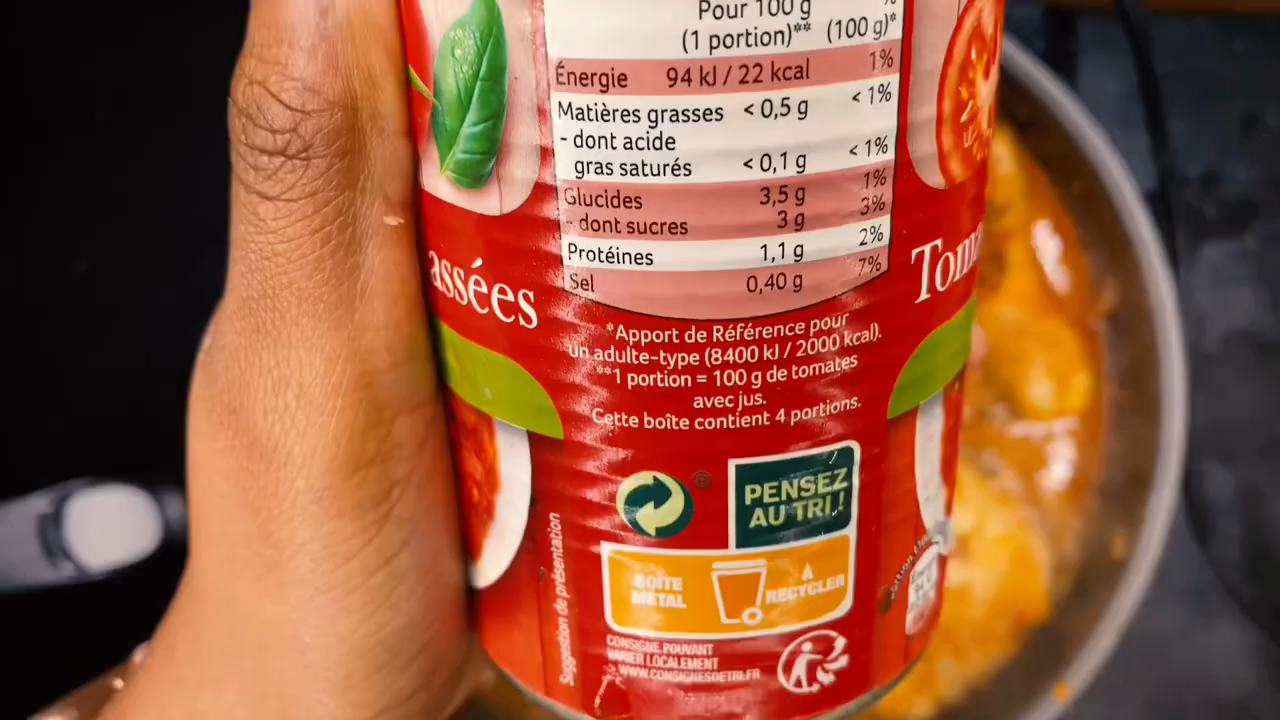 Pour 100 g %
(1 portion)** (100 g)*
Énergie 94 kJ / 22 kcal 1%
Matières grasses < 0,5 g < 1%
- dont acide
gras saturés < 0,1 g < 1%
Glucides 3,5 g 1%
- dont sucres 3 g 3%
Protéines 1,1 g 2%
Sel 0,40 g 7%
assées
Tom
*Apport de Référence pour
un adulte-type (8400 kJ / 2000 kcal).
**1 portion = 100 g de tomates
avec jus.
Cette boîte contient 4 portions.
PENSEZ
AU TRI !
BOÎTE
MÉTAL
À
RECYCLER
CONSIGNE POUVANT
VARIER LOCALEMENT
WWW.CONSIGNESDETRI.FR
Suggestion de présentation